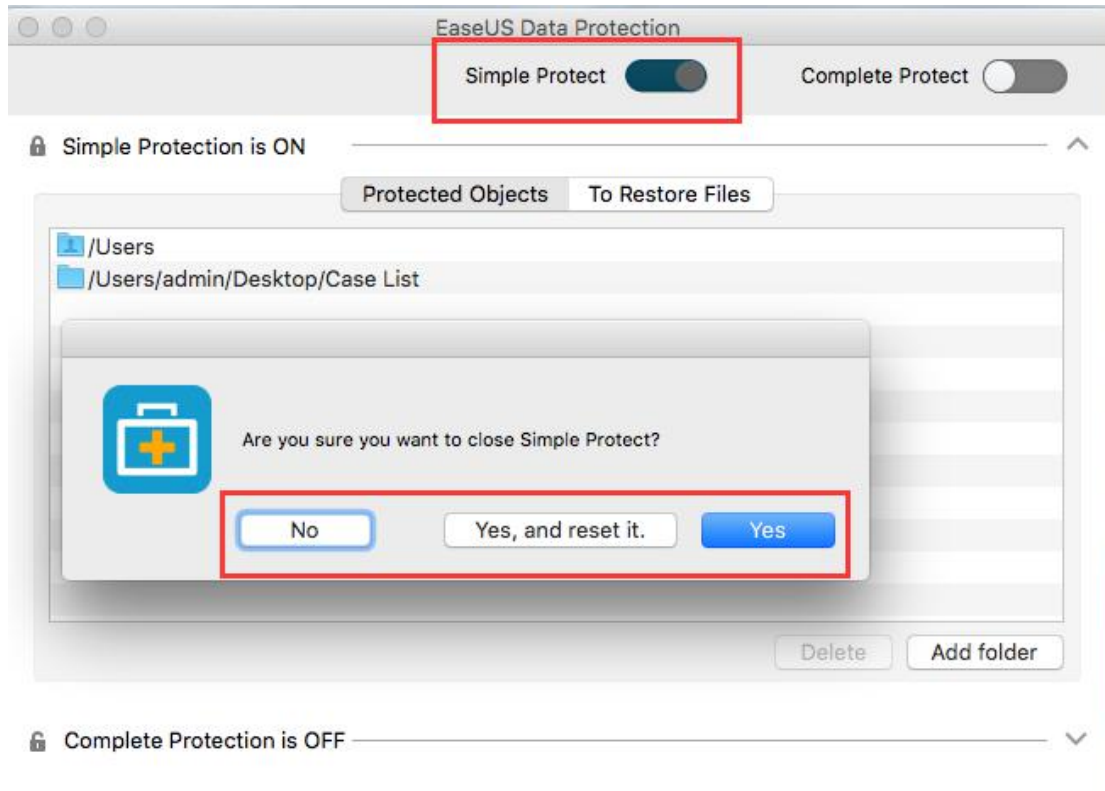 EaseUS Data Protection
Simple Protect Complete Protect
Simple Protection is ON
Protected Objects To Restore Files
/Users
/Users/admin/Desktop/Case List
Are you sure you want to close Simple Protect?
No Yes, and reset it. Yes
Delete Add folder
Complete Protection is OFF